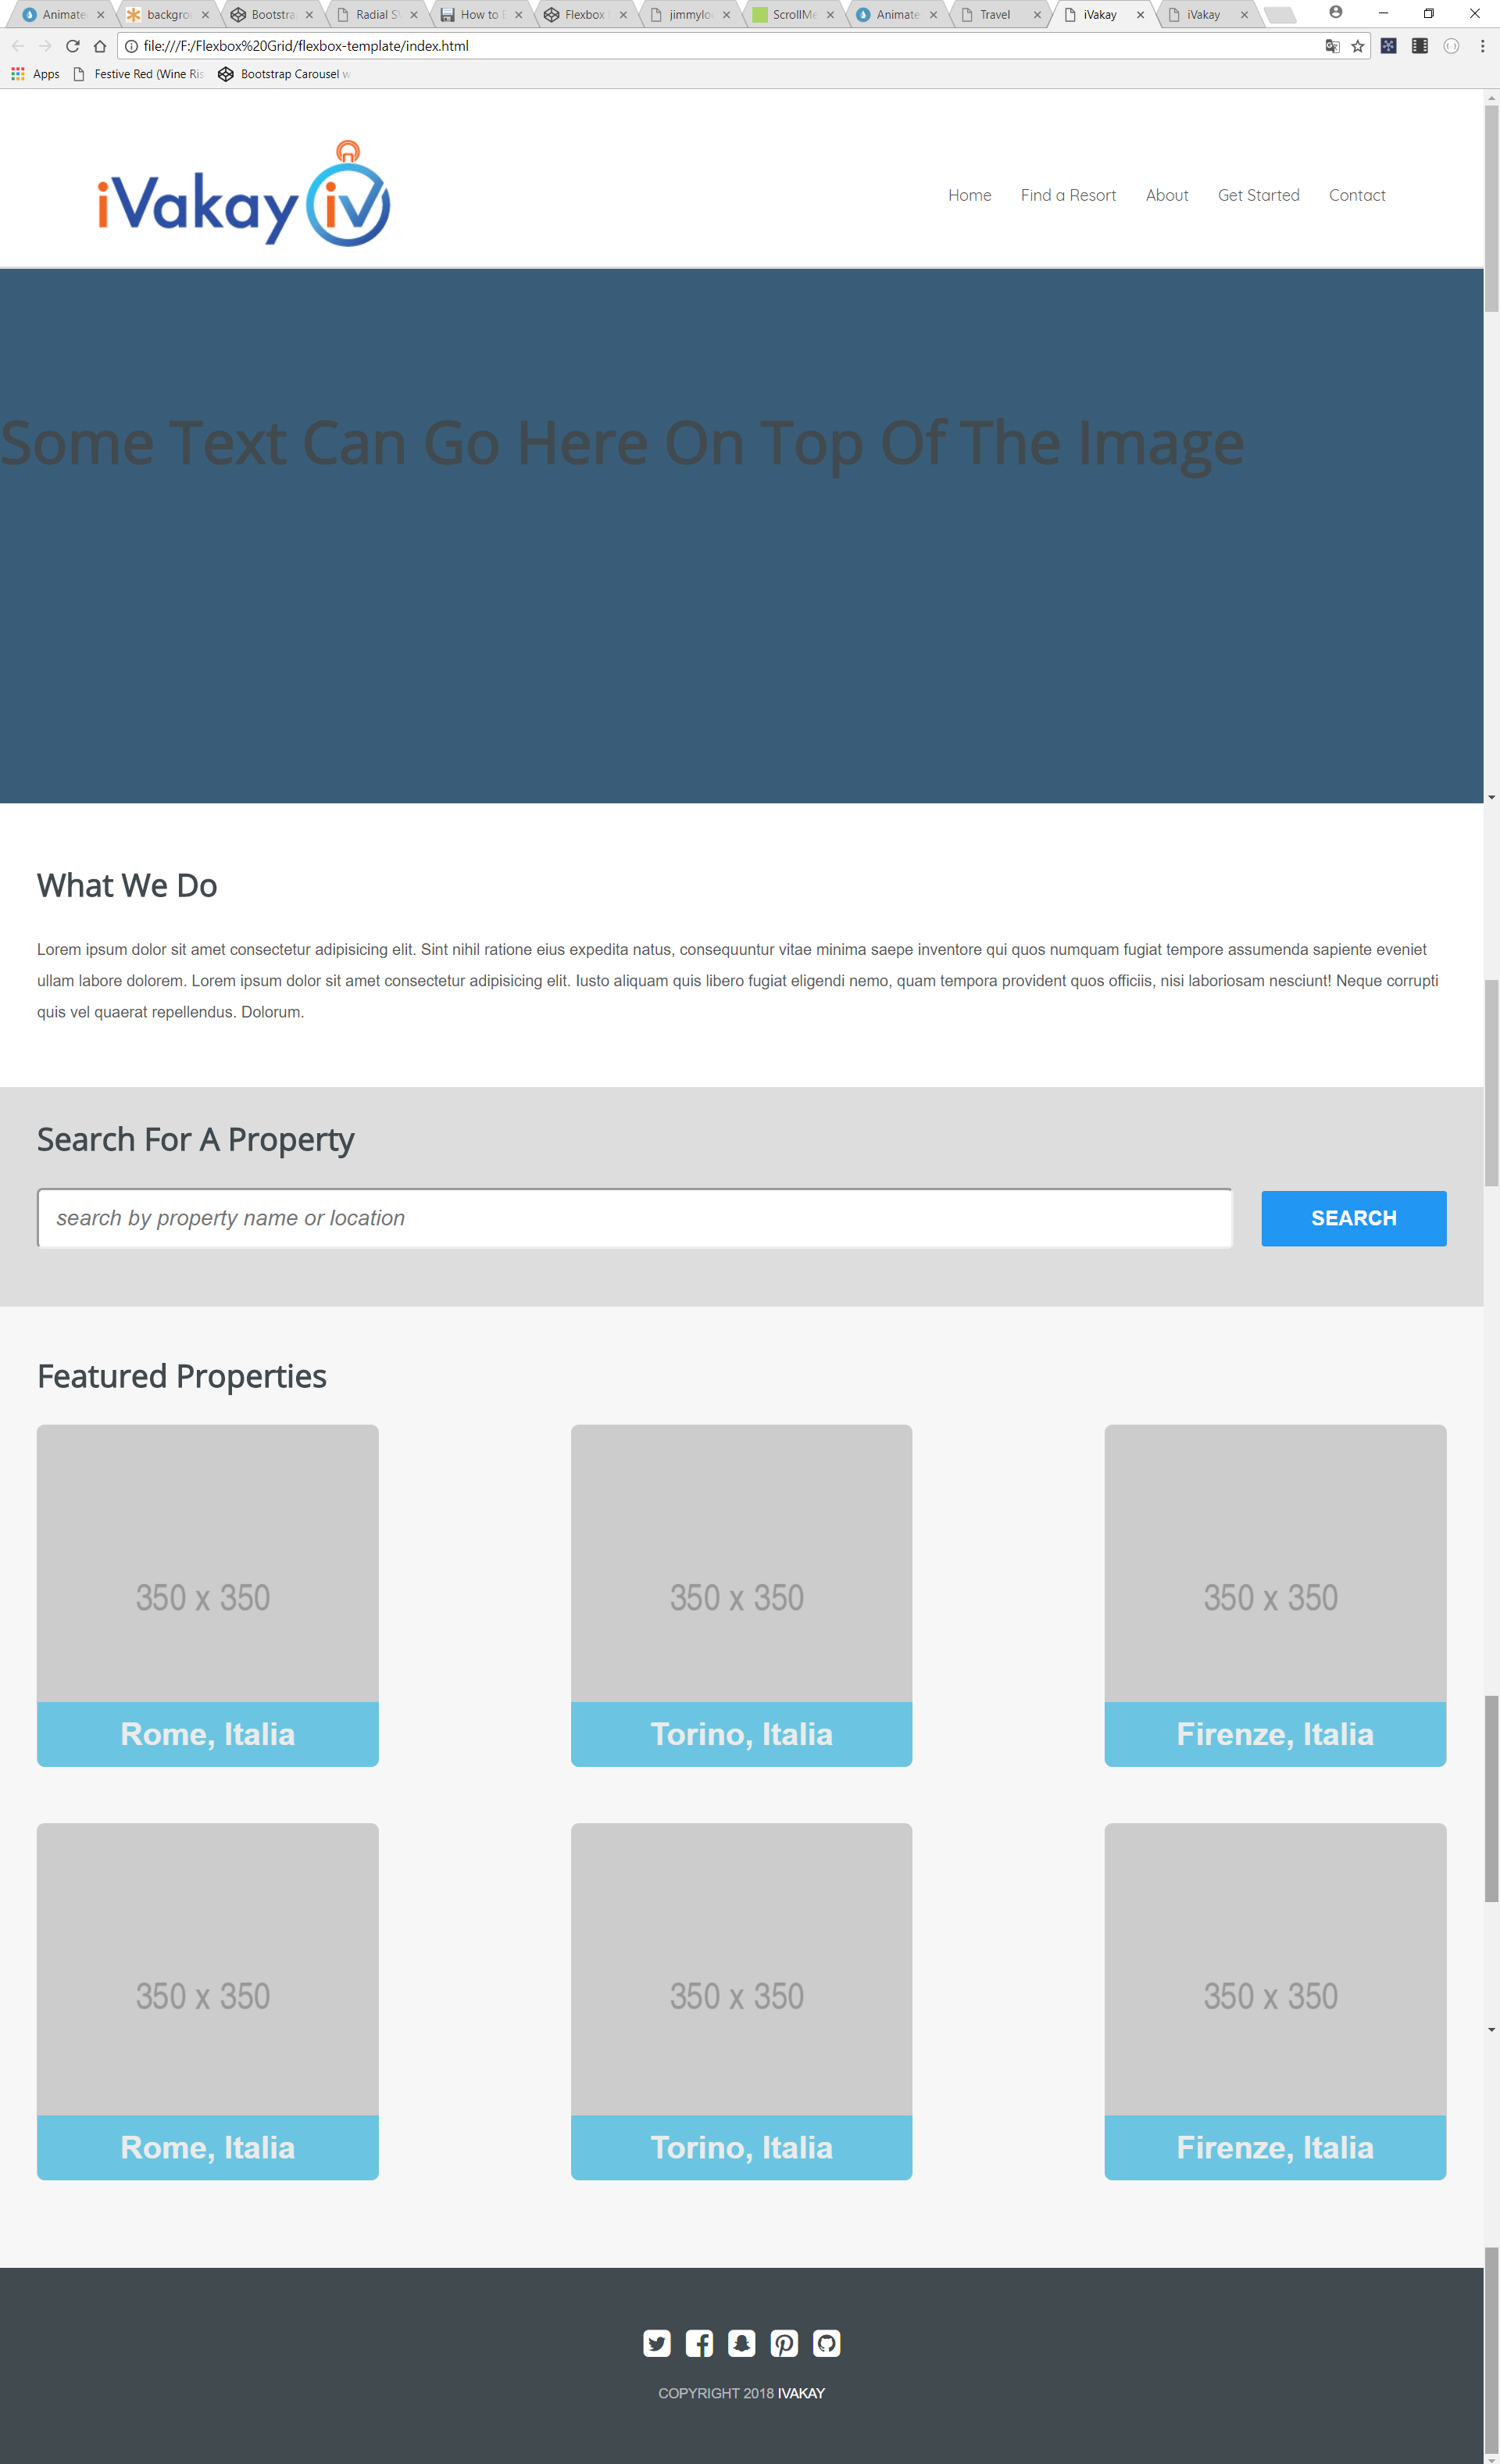 Animate
backgro
Bootstra
Radial S
How to
Flexbox
jimmylo
ScrollMe
Animate
Travel
iVakay
iVakay
file:///F:/Flexbox%20Grid/flexbox-template/index.html
Apps
Festive Red (Wine Ris
Bootstrap Carousel w
iVakay iv
Home
Find a Resort
About
Get Started
Contact
Some Text Can Go Here On Top Of The Image
What We Do
Lorem ipsum dolor sit amet consectetur adipisicing elit. Sint nihil ratione eius expedita natus, consequuntur vitae minima saepe inventore qui quos numquam fugiat tempore assumenda sapiente eveniet
ullam labore dolorem. Lorem ipsum dolor sit amet consectetur adipisicing elit. Iusto aliquam quis libero fugiat eligendi nemo, quam tempora provident quos officiis, nisi laboriosam nesciunt! Neque corrupti
quis vel quaerat repellendus. Dolorum.
Search For A Property
search by property name or location
SEARCH
Featured Properties
350 x 350
350 x 350
350 x 350
Rome, Italia
Torino, Italia
Firenze, Italia
350 x 350
350 x 350
350 x 350
Rome, Italia
Torino, Italia
Firenze, Italia
COPYRIGHT 2018 IVAKAY